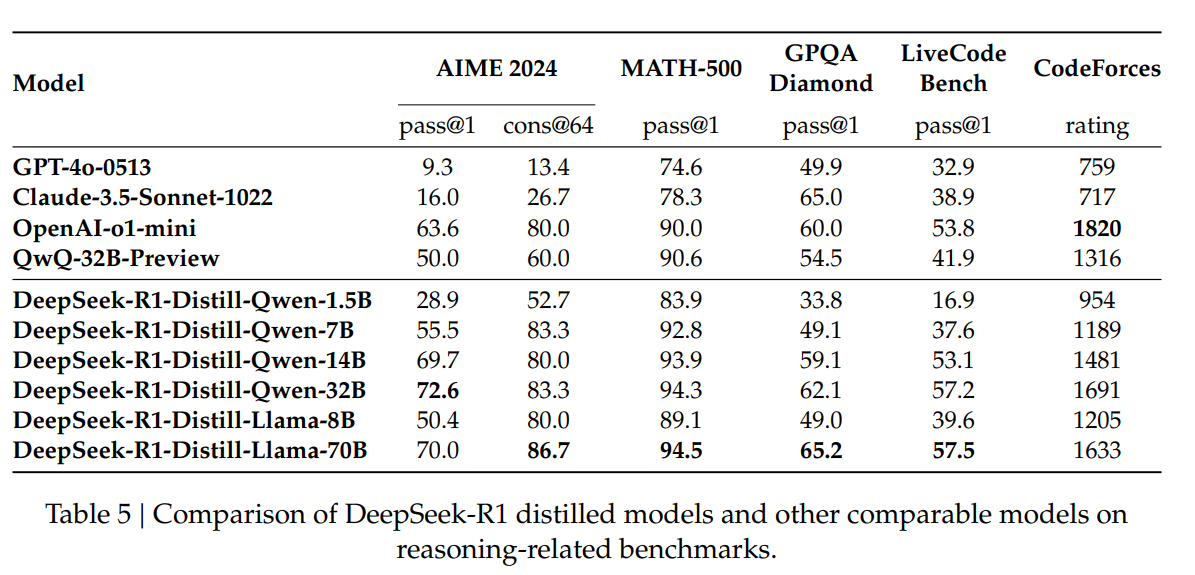 Model AIME 2024 MATH-500 GPQA Diamond LiveCode Bench CodeForces
pass@1 cons@64 pass@1 pass@1 pass@1 rating
GPT-4o-0513 9.3 13.4 74.6 49.9 32.9 759
Claude-3.5-Sonnet-1022 16.0 26.7 78.3 65.0 38.9 717
OpenAI-o1-mini 63.6 80.0 90.0 60.0 53.8 1820
QwQ-32B-Preview 50.0 60.0 90.6 54.5 41.9 1316
DeepSeek-R1-Distill-Qwen-1.5B 28.9 52.7 83.9 33.8 16.9 954
DeepSeek-R1-Distill-Qwen-7B 55.5 83.3 92.8 49.1 37.6 1189
DeepSeek-R1-Distill-Qwen-14B 69.7 80.0 93.9 59.1 53.1 1481
DeepSeek-R1-Distill-Qwen-32B 72.6 83.3 94.3 62.1 57.2 1691
DeepSeek-R1-Distill-Llama-8B 50.4 80.0 89.1 49.0 39.6 1205
DeepSeek-R1-Distill-Llama-70B 70.0 86.7 94.5 65.2 57.5 1633
Table 5 | Comparison of DeepSeek-R1 distilled models and other comparable models on
reasoning-related benchmarks.